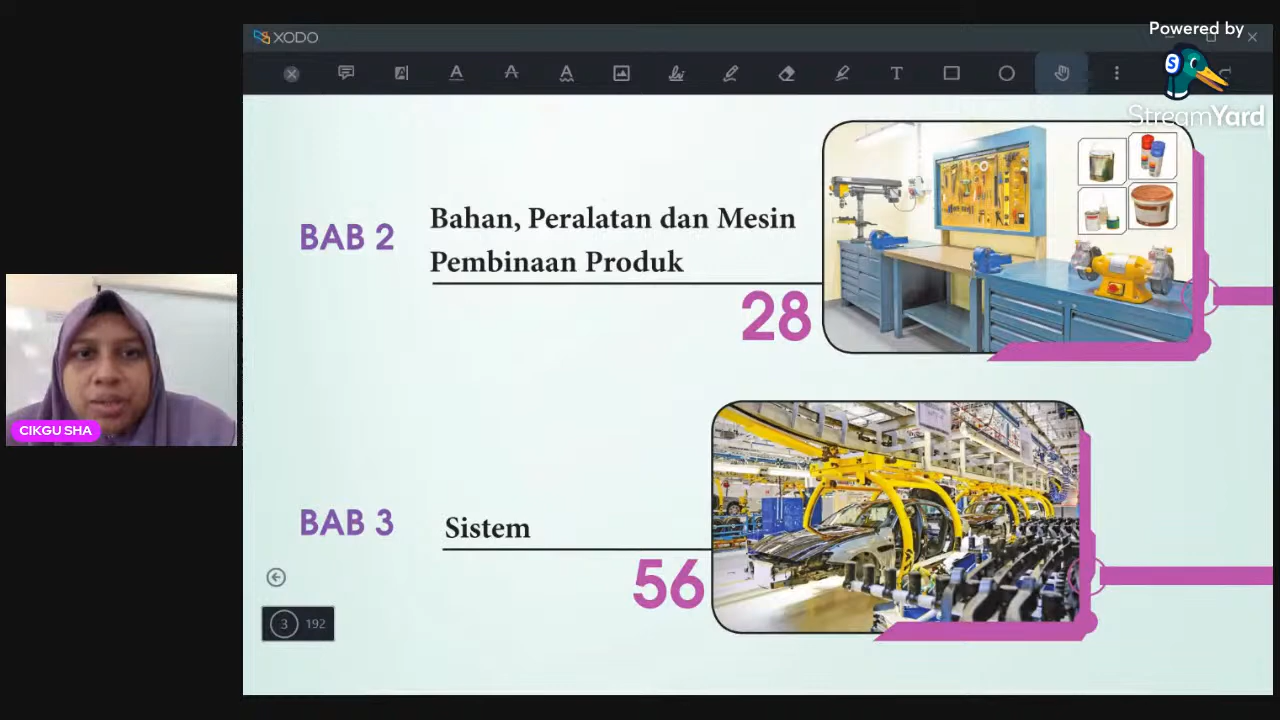 XODO
Powered by
StreamYard
BAB 2
Bahan, Peralatan dan Mesin
Pembinaan Produk
28
CIKGU SHA
BAB 3
Sistem
56
3 192